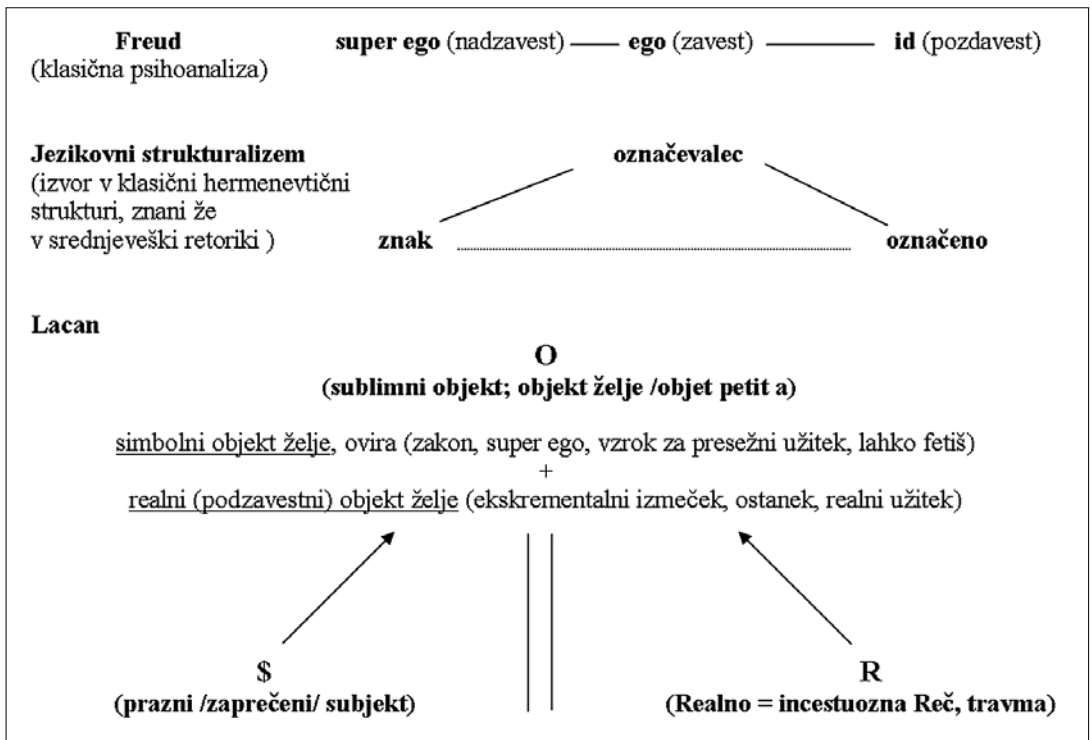 Freud super ego (nadzavest) ego (zavest) id (pozdavest)
(klasična psihoanaliza)
Jezikovni strukturalizem označevalec
(izvor v klasični hermenevtični
strukturi, znani že
v srednjeveški retoriki ) znak označeno
Lacan
O
(sublimni objekt; objekt želje /objet petit a)
simbolni objekt želje, ovira (zakon, super ego, vzrok za presežni užitek, lahko fetiš)
+
realni (podzavestni) objekt želje (ekskrementalni izmeček, ostanek, realni užitek)
$ R
(prazni /zaprečeni/ subjekt) (Realno = incestuozna Reč, travma)